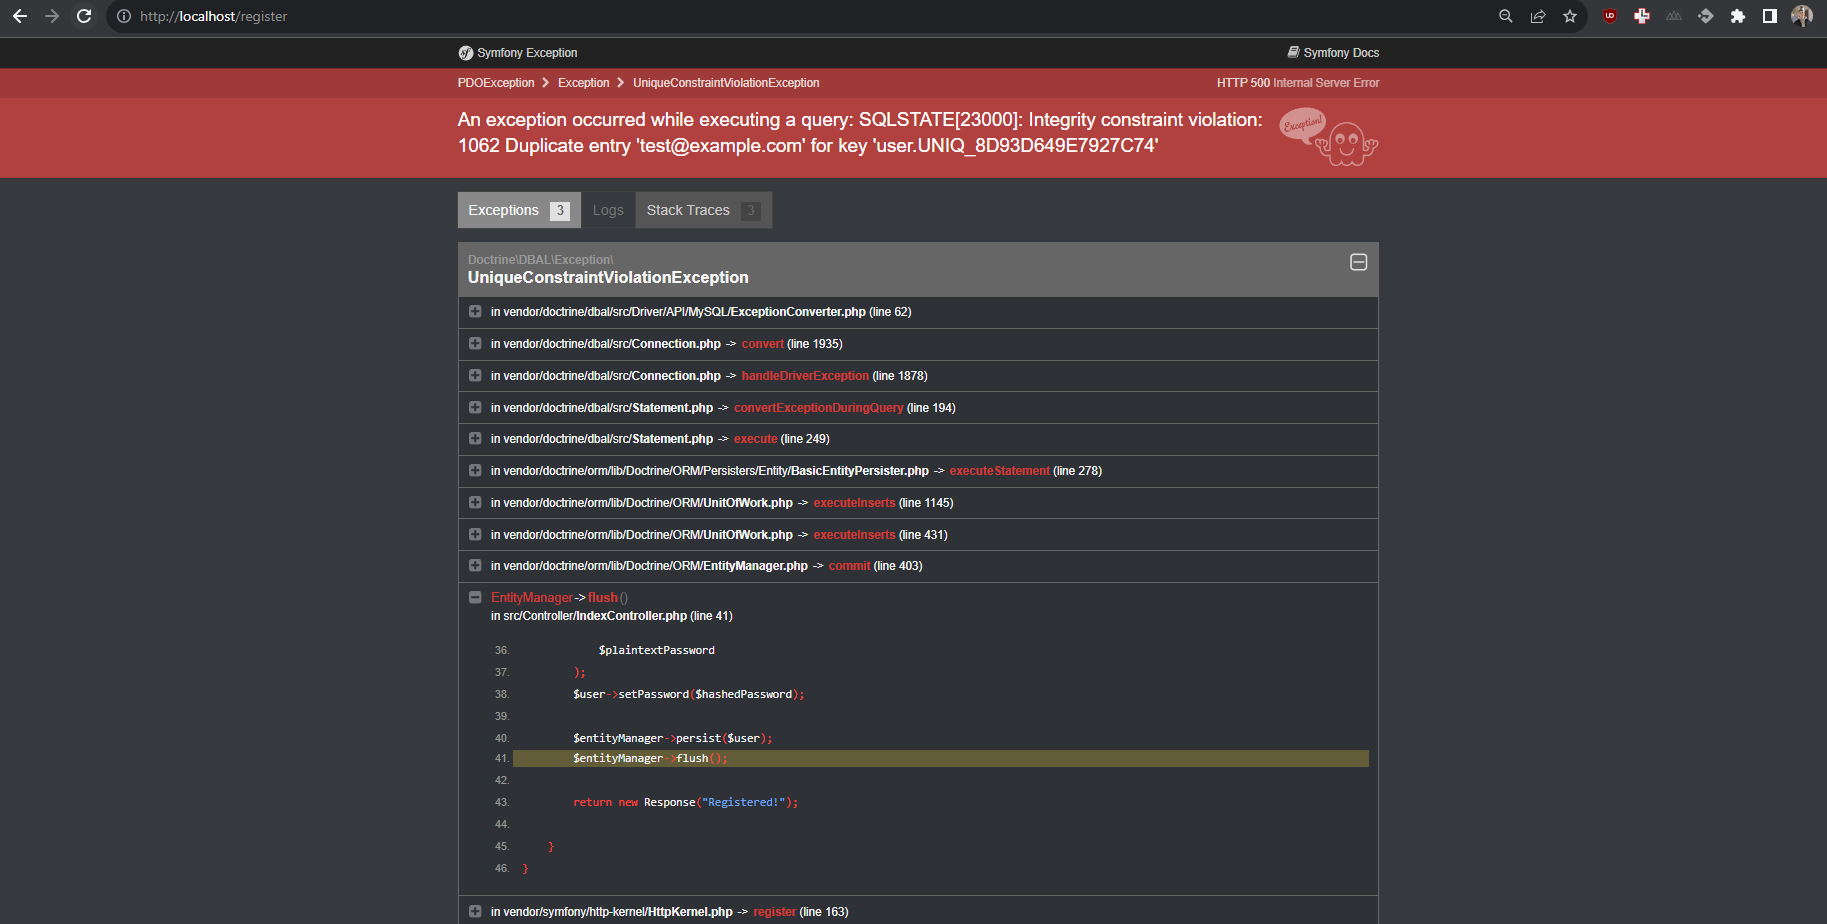 http://localhost/register
Symfony Exception
Symfony Docs
PDOException > Exception > UniqueConstraintViolationException
HTTP 500 Internal Server Error
An exception occurred while executing a query: SQLSTATE[23000]: Integrity constraint violation:
1062 Duplicate entry 'test@example.com' for key 'user.UNIQ_8D93D649E7927C74'
Exception!
Exceptions 3
Logs
Stack Traces 3
Doctrine\DBAL\Exception\
UniqueConstraintViolationException
in vendor/doctrine/dbal/src/Driver/API/MySQL/ExceptionConverter.php (line 62)
in vendor/doctrine/dbal/src/Connection.php -> convert (line 1935)
in vendor/doctrine/dbal/src/Connection.php -> handleDriverException (line 1878)
in vendor/doctrine/dbal/src/Statement.php -> convertExceptionDuringQuery (line 194)
in vendor/doctrine/dbal/src/Statement.php -> execute (line 249)
in vendor/doctrine/orm/lib/Doctrine/ORM/Persisters/Entity/BasicEntityPersister.php -> executeStatement (line 278)
in vendor/doctrine/orm/lib/Doctrine/ORM/UnitOfWork.php -> executeInserts (line 1145)
in vendor/doctrine/orm/lib/Doctrine/ORM/UnitOfWork.php -> executeInserts (line 431)
in vendor/doctrine/orm/lib/Doctrine/ORM/EntityManager.php -> commit (line 403)
EntityManager->flush()
in src/Controller/IndexController.php (line 41)
36. $plaintextPassword
37. );
38. $user->setPassword($hashedPassword);
39.
40. $entityManager->persist($user);
41. $entityManager->flush();
42.
43. return new Response("Registered!");
44.
45. }
46. }
in vendor/symfony/http-kernel/HttpKernel.php -> register (line 163)